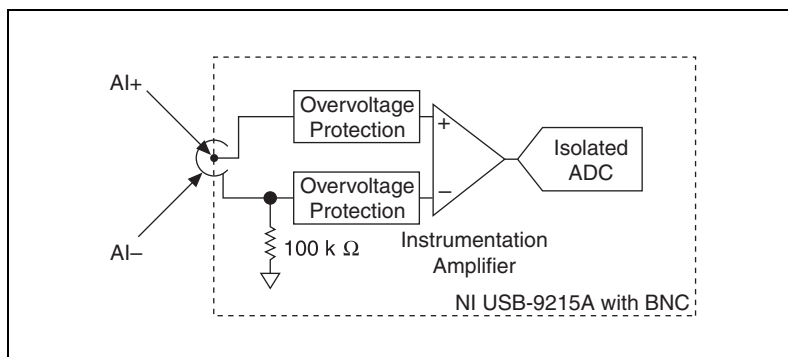 AI+
AI–
Overvoltage
Protection
+
Overvoltage
Protection
–
100 k Ω
Instrumentation
Amplifier
Isolated
ADC
NI USB-9215A with BNC